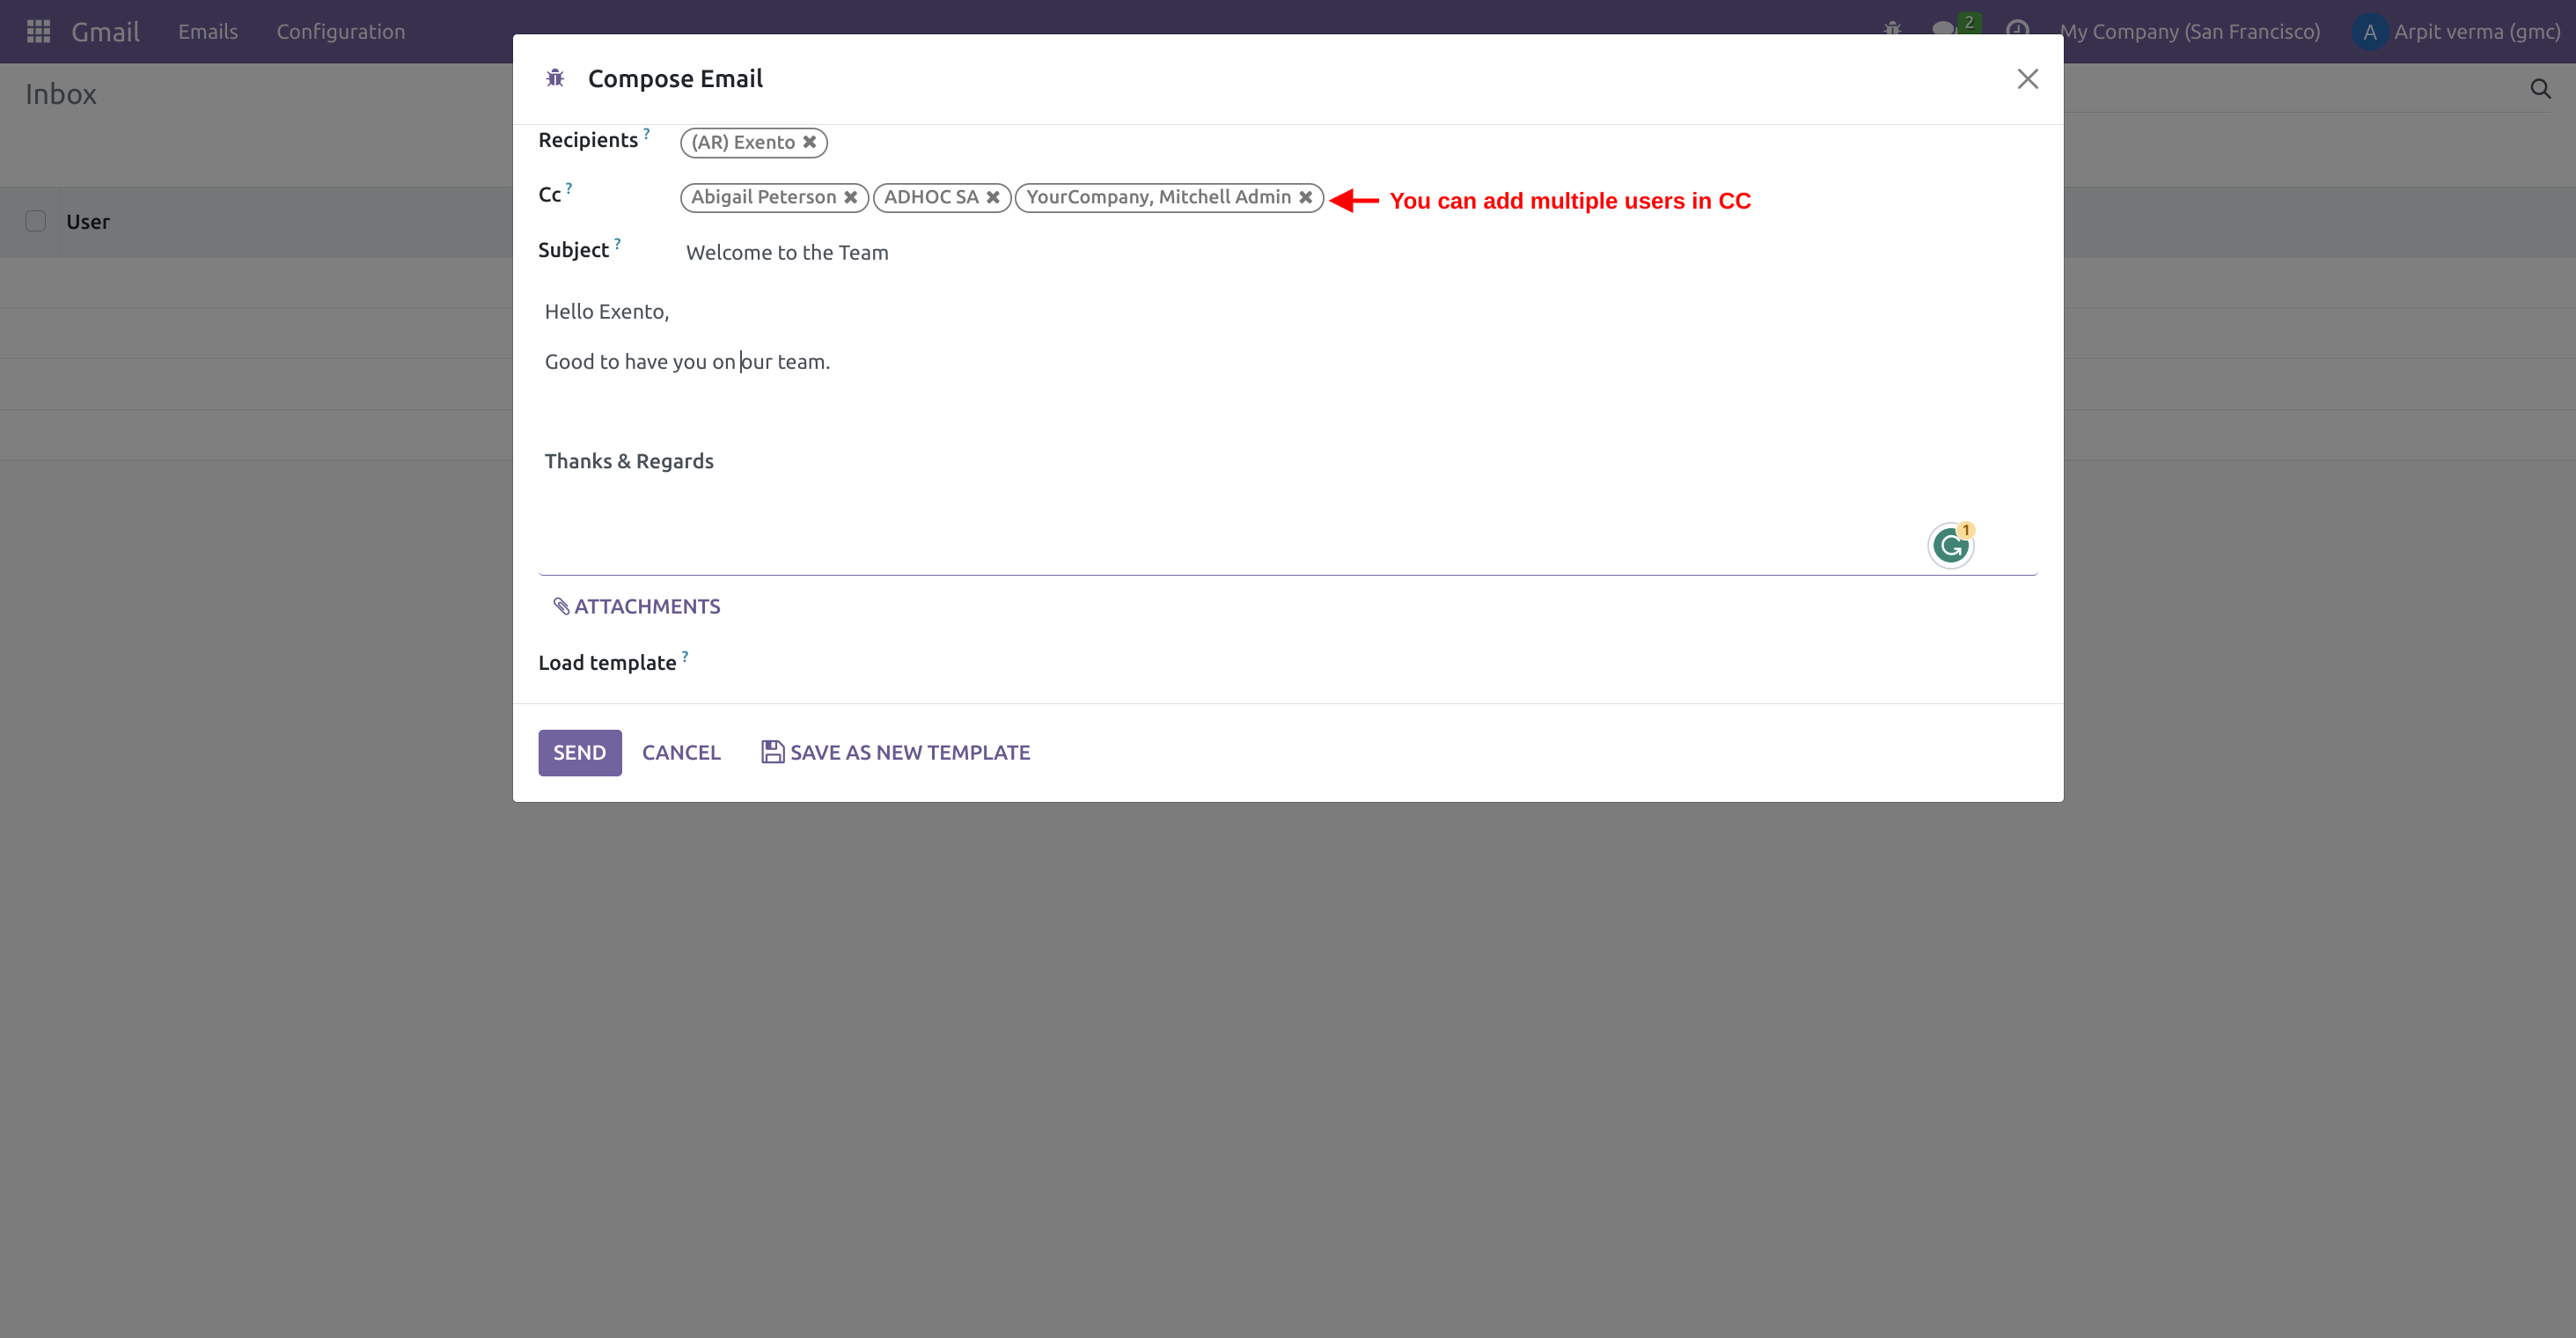 Gmail Emails Configuration 2 My Company (San Francisco) A Arpit verma (gmc)
Inbox
User
Compose Email
Recipients ? (AR) Exento ✖
Cc ? Abigail Peterson ✖ ADHOC SA ✖ YourCompany, Mitchell Admin ✖ You can add multiple users in CC
Subject ? Welcome to the Team
Hello Exento,
Good to have you on our team.
Thanks & Regards
1
ATTACHMENTS
Load template ?
SEND CANCEL SAVE AS NEW TEMPLATE